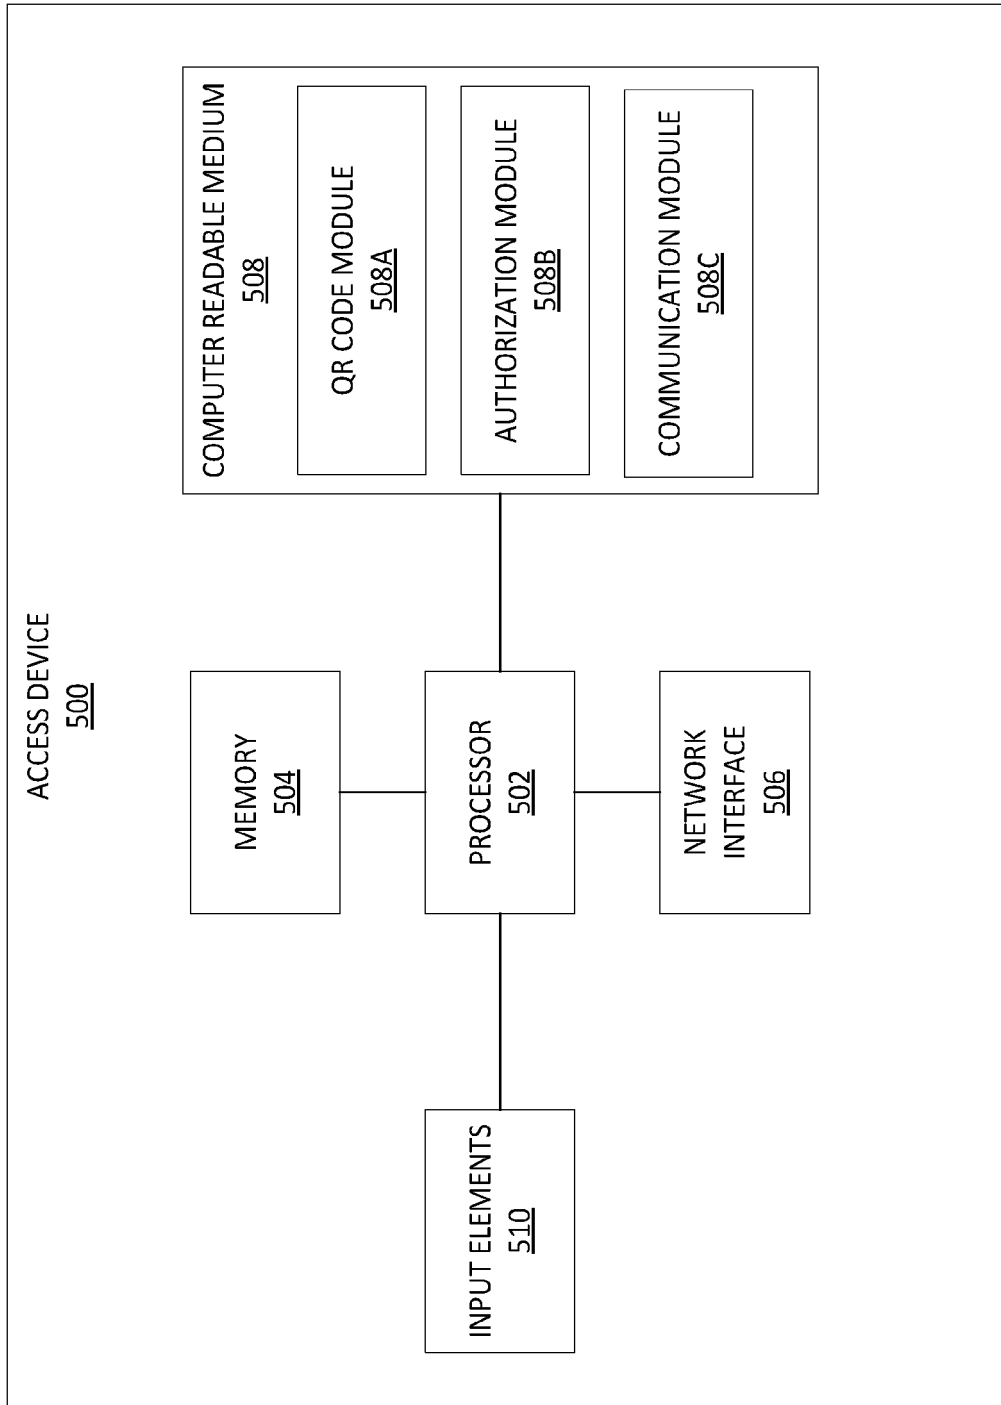 ACCESS DEVICE
500
INPUT ELEMENTS
510
MEMORY
504
PROCESSOR
502
NETWORK
INTERFACE
506
COMPUTER READABLE MEDIUM
508
QR CODE MODULE
508A
AUTHORIZATION MODULE
508B
COMMUNICATION MODULE
508C